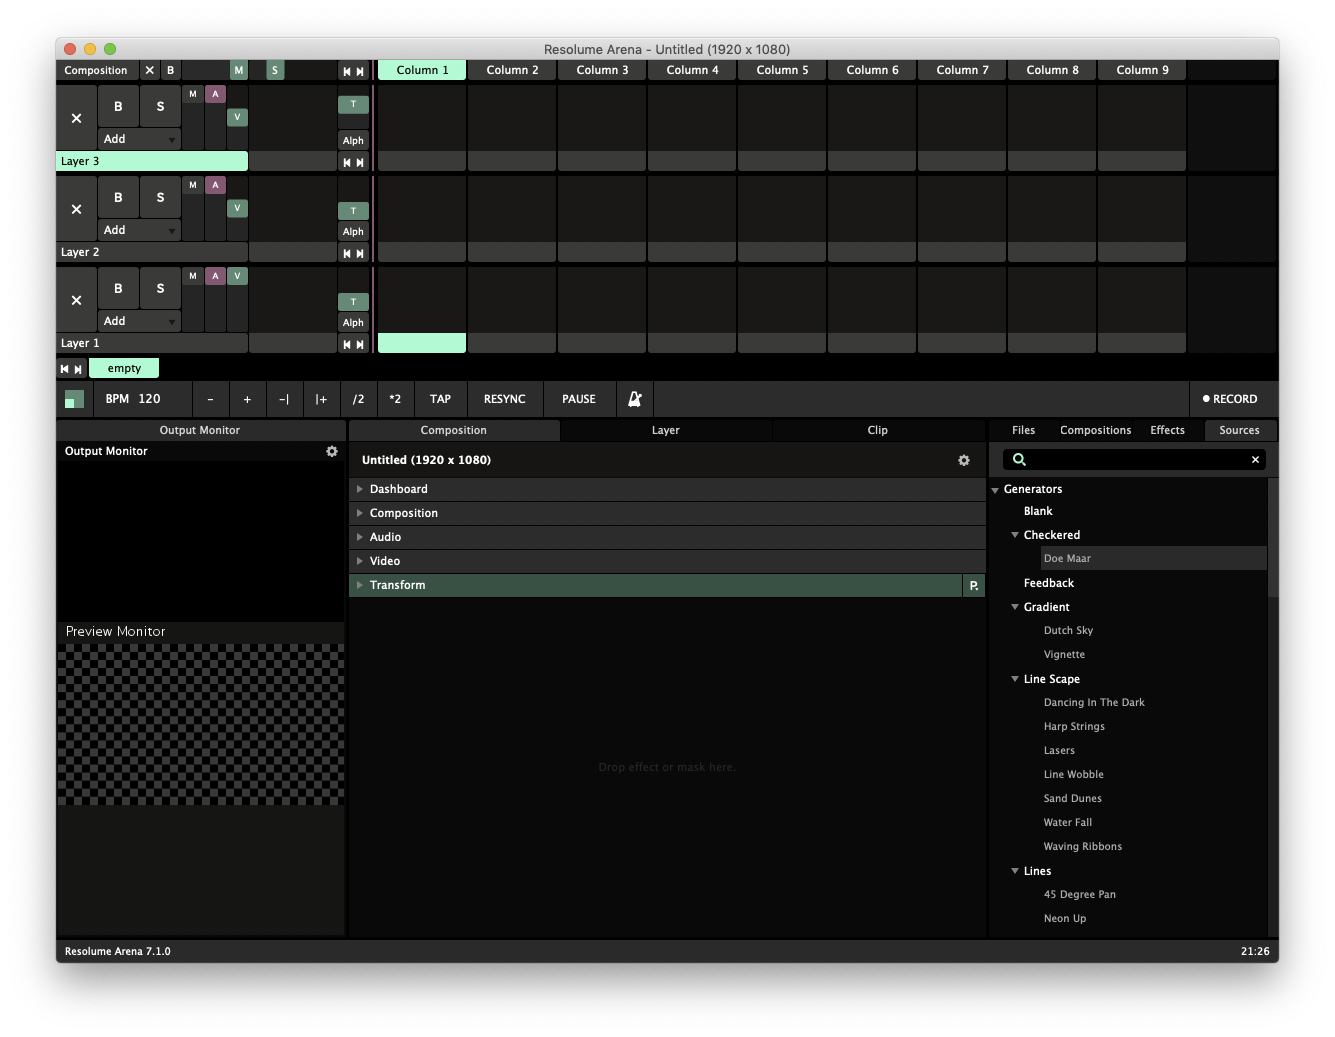 Resolume Arena - Untitled (1920 x 1080)
Composition B M S Column 1 Column 2 Column 3 Column 4 Column 5 Column 6 Column 7 Column 8 Column 9
B S M A V T
Add Alph
Layer 3
B S M A V T
Add Alph
Layer 2
B S M A V T
Add Alph
Layer 1
empty
BPM 120 - + -| |+ /2 *2 TAP RESYNC PAUSE RECORD
Output Monitor Composition Layer Clip Files Compositions Effects Sources
Output Monitor
Untitled (1920 x 1080)
Dashboard
Composition
Audio
Video
Transform P.
Drop effect or mask here.
Preview Monitor
Generators
Blank
Checkered
Doe Maar
Feedback
Gradient
Dutch Sky
Vignette
Line Scape
Dancing In The Dark
Harp Strings
Lasers
Line Wobble
Sand Dunes
Water Fall
Waving Ribbons
Lines
45 Degree Pan
Neon Up
Resolume Arena 7.1.0 21:26